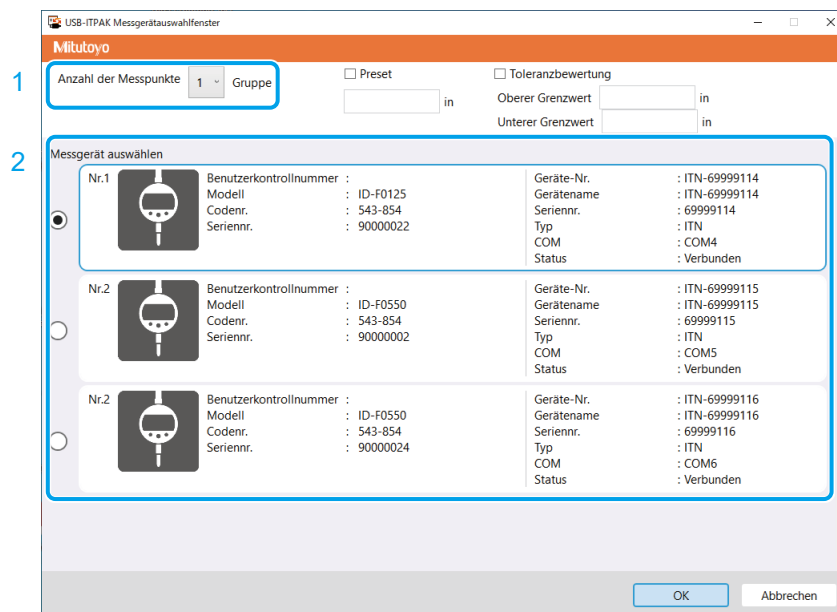 USB-ITPAK Messgerätauswahlfenster
Mitutoyo
1
Anzahl der Messpunkte 1 Gruppe
Preset
in
Toleranzbewertung
Oberer Grenzwert in
Unterer Grenzwert in
2
Messgerät auswählen
Nr.1
Benutzerkontrollnummer :
Modell : ID-F0125
Codenr. : 543-854
Seriennr. : 90000022
Geräte-Nr. : ITN-69999114
Gerätename : ITN-69999114
Seriennr. : 69999114
Typ : ITN
COM : COM4
Status : Verbunden
Nr.2
Benutzerkontrollnummer :
Modell : ID-F0550
Codenr. : 543-854
Seriennr. : 90000002
Geräte-Nr. : ITN-69999115
Gerätename : ITN-69999115
Seriennr. : 69999115
Typ : ITN
COM : COM5
Status : Verbunden
Nr.2
Benutzerkontrollnummer :
Modell : ID-F0550
Codenr. : 543-854
Seriennr. : 90000024
Geräte-Nr. : ITN-69999116
Gerätename : ITN-69999116
Seriennr. : 69999116
Typ : ITN
COM : COM6
Status : Verbunden
OK
Abbrechen